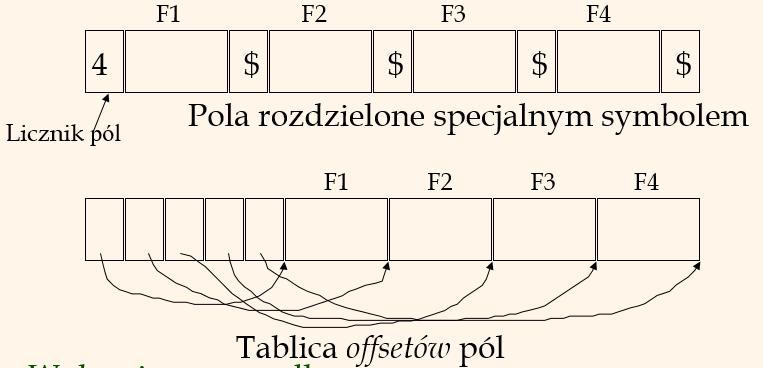 F1 F2 F3 F4
4 $ $ $ $
Pola rozdzielone specjalnym symbolem
Licznik pól
F1 F2 F3 F4
Tablica offsetów pól